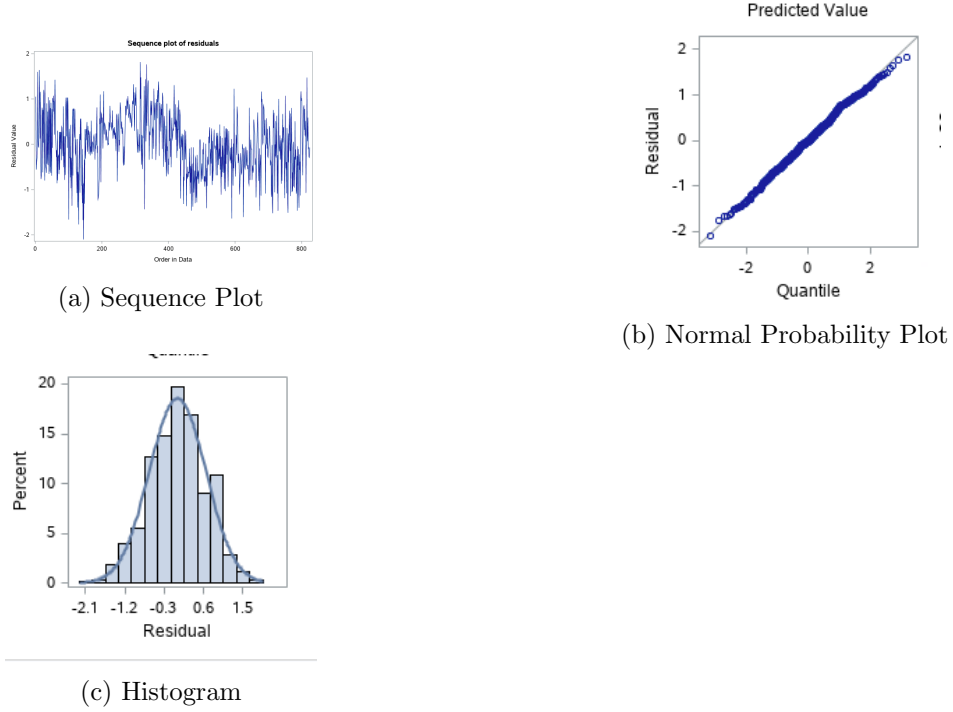 Sequence plot of residuals
2
1
0
-1
-2
Residual Value
0 200 400 600 800
Order in Data
(a) Sequence Plot
Predicted Value
2
1
0
-1
-2
Residual
-2 0 2
Quantile
(b) Normal Probability Plot
20
15
10
5
0
Percent
-2.1 -1.2 -0.3 0.6 1.5
Residual
(c) Histogram